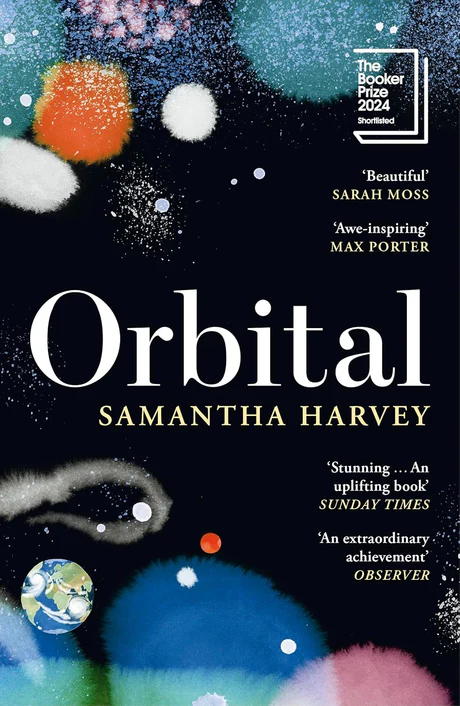 The
Booker
Prize
2024
Shortlisted
‘Beautiful’
SARAH MOSS
‘Awe-inspiring’
MAX PORTER
Orbital
SAMANTHA HARVEY
‘Stunning … An
uplifting book’
SUNDAY TIMES
‘An extraordinary
achievement’
OBSERVER